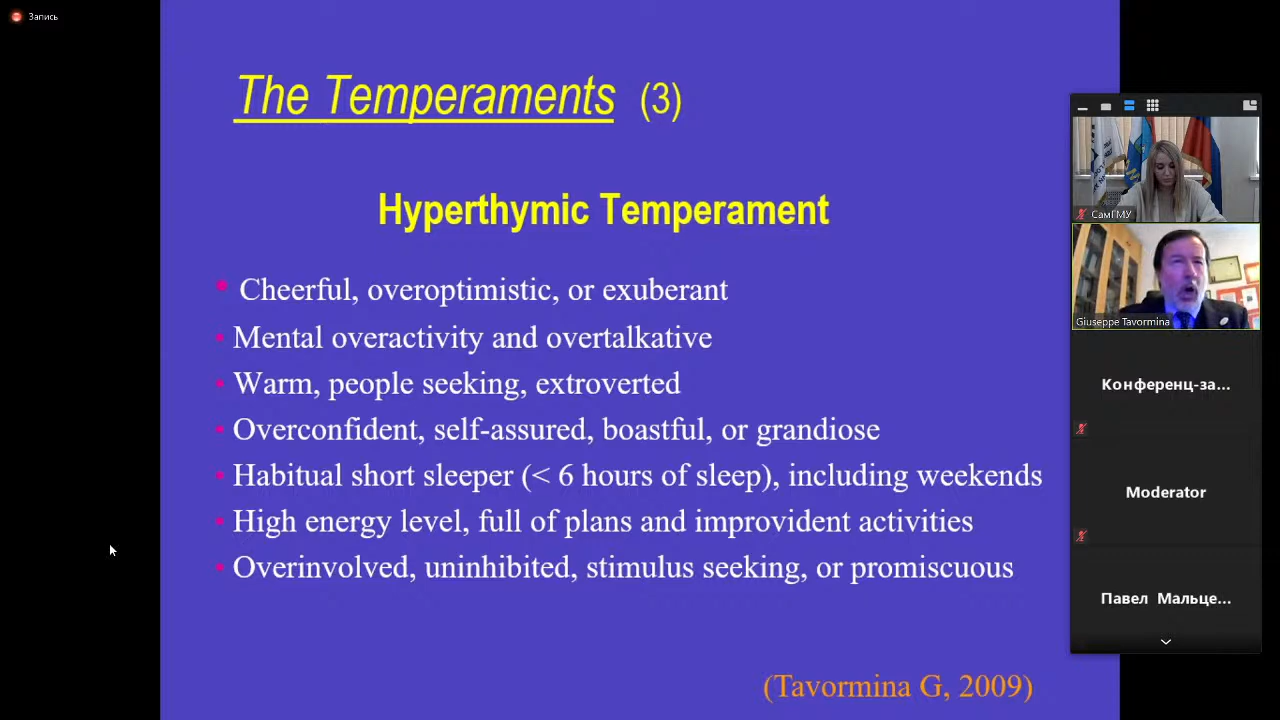 Запись
The Temperaments (3)
Hyperthymic Temperament
• Cheerful, overoptimistic, or exuberant
• Mental overactivity and overtalkative
• Warm, people seeking, extroverted
• Overconfident, self-assured, boastful, or grandiose
• Habitual short sleeper (< 6 hours of sleep), including weekends
• High energy level, full of plans and improvident activities
• Overinvolved, uninhibited, stimulus seeking, or promiscuous
(Tavormina G, 2009)
СамГМУ
Giuseppe Tavormina
Конференц-за...
Moderator
Павел Мальце...